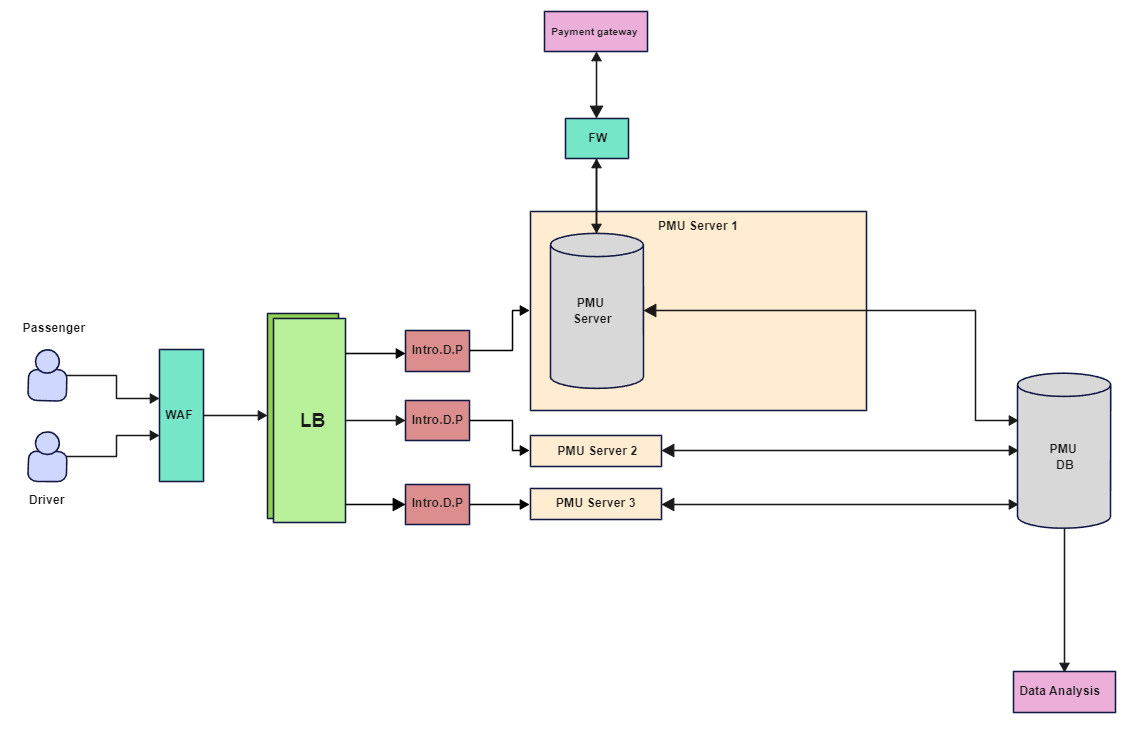 Payment gateway
FW
PMU Server 1
PMU
Server
Passenger
Intro.D.P
WAF
LB
Intro.D.P
PMU Server 2
PMU
DB
Driver
Intro.D.P
PMU Server 3
Data Analysis